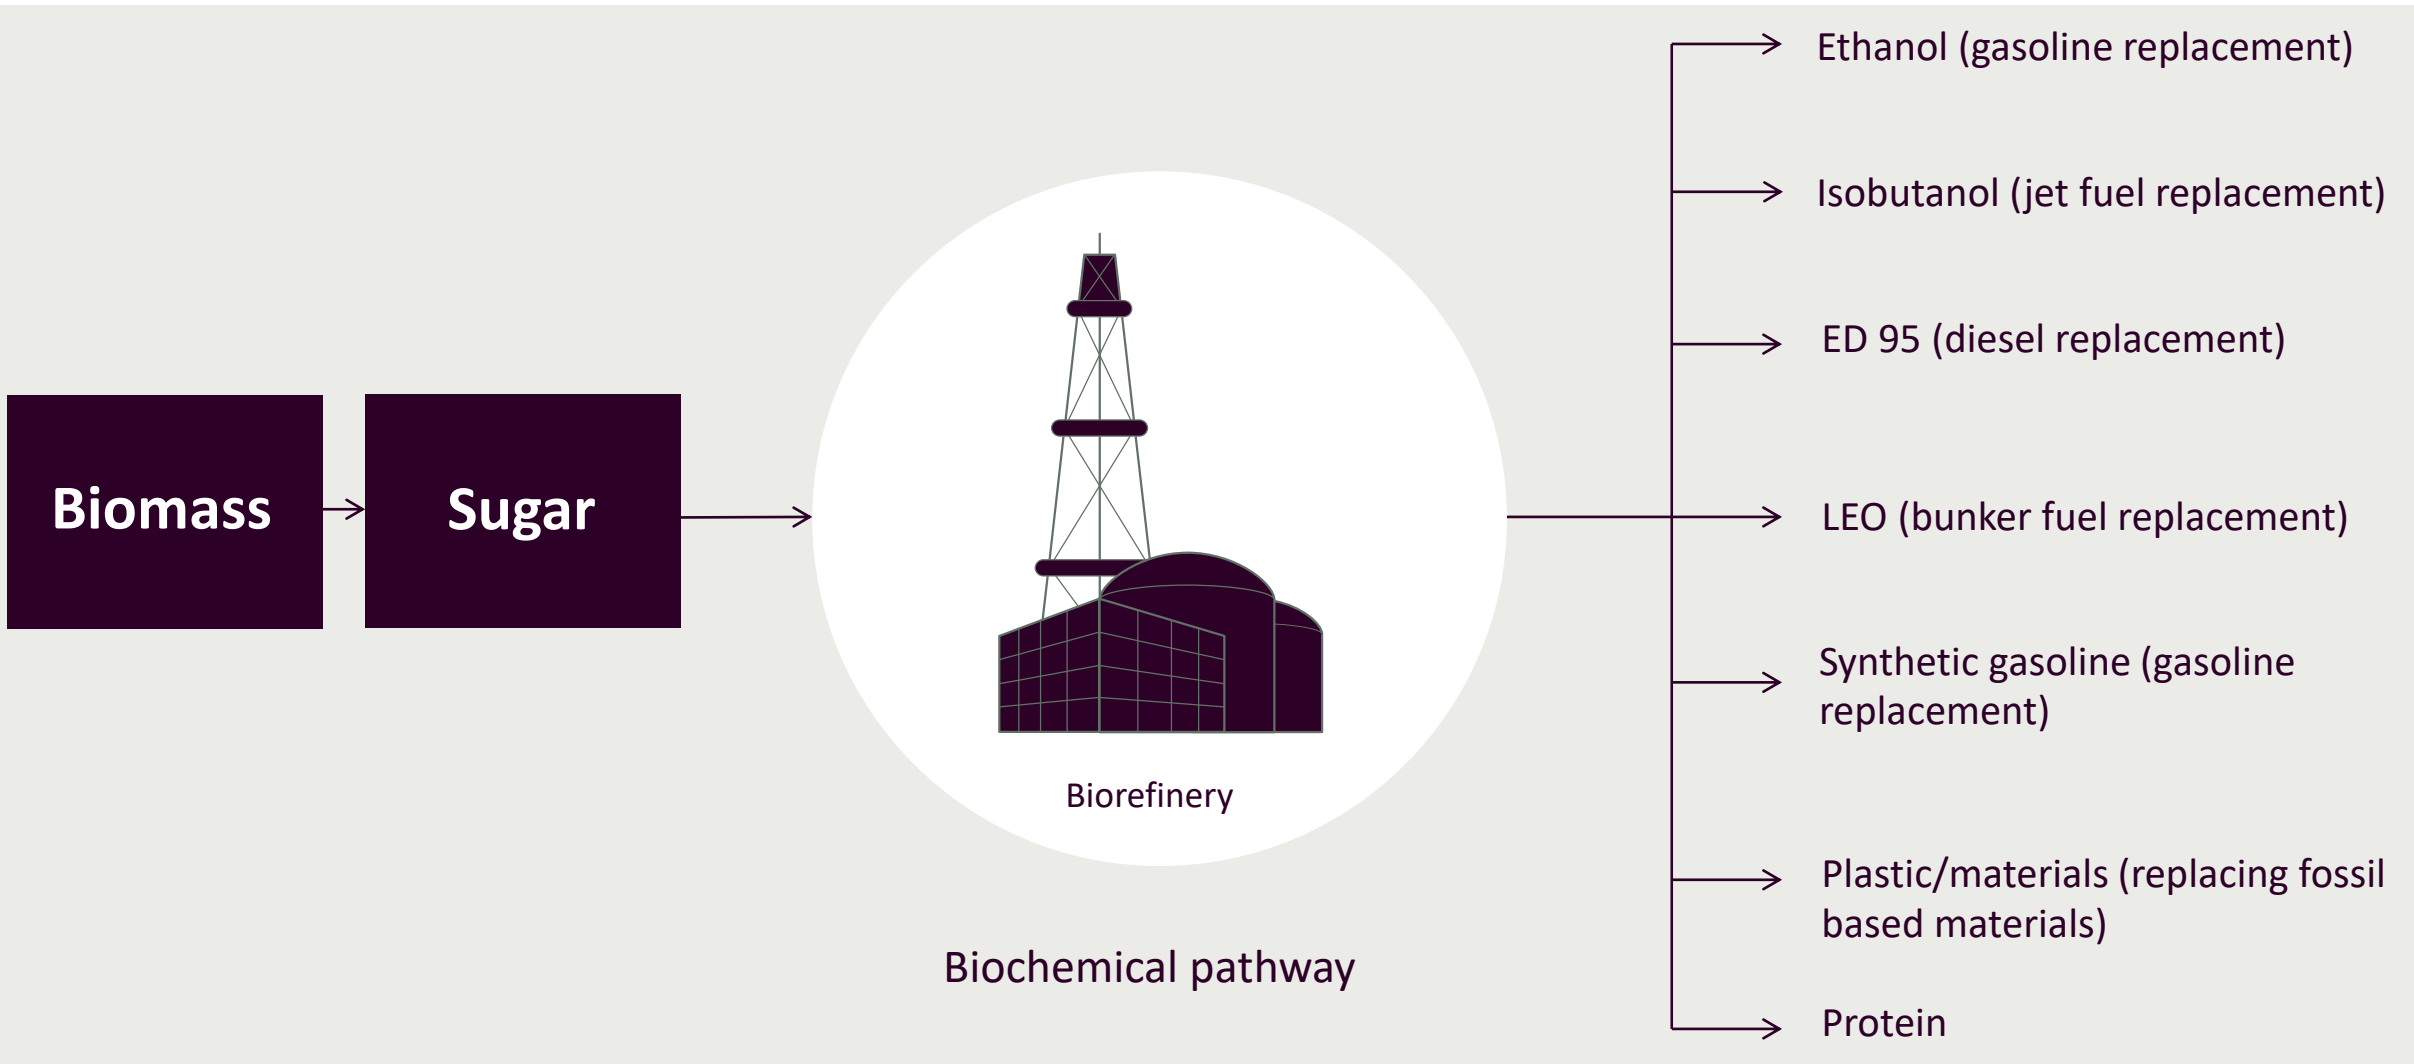 Biomass
Sugar
Biorefinery
Biochemical pathway
Ethanol (gasoline replacement)
Isobutanol (jet fuel replacement)
ED 95 (diesel replacement)
LEO (bunker fuel replacement)
Synthetic gasoline (gasoline
replacement)
Plastic/materials (replacing fossil
based materials)
Protein